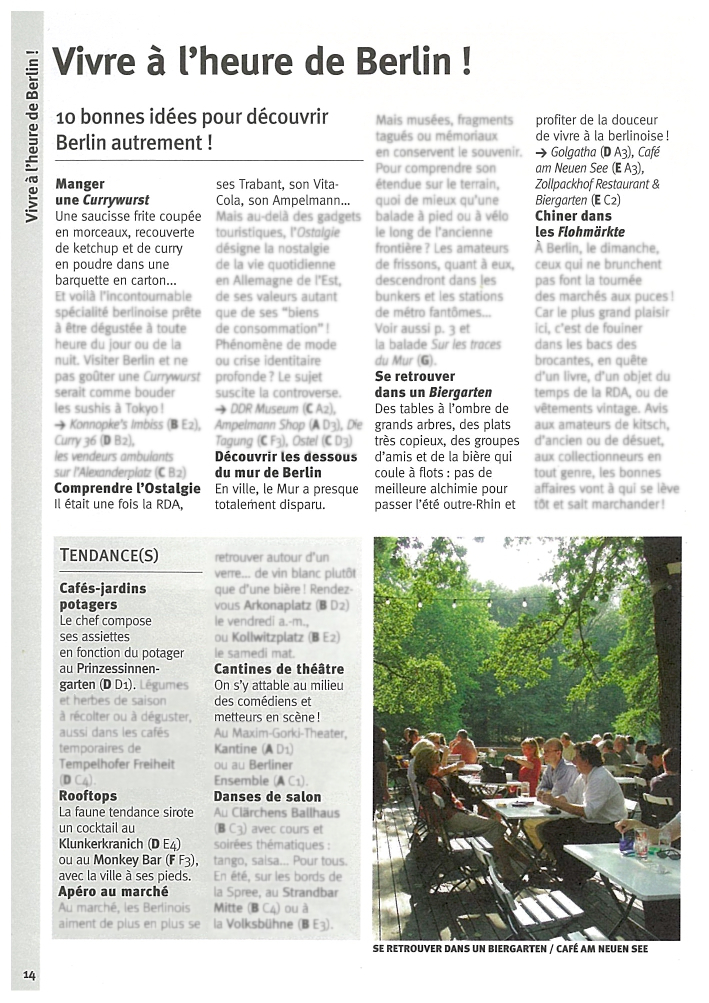 Vivre à l'heure de Berlin !
Vivre à l'heure de Berlin !
10 bonnes idées pour découvrir
Berlin autrement !
Manger
une Currywurst
Une saucisse frite coupée
en morceaux, recouverte
de ketchup et de curry
en poudre dans une
barquette en carton...
Et voilà l'incontournable
spécialité berlinoise prête
à être dégustée à toute
heure du jour ou de la
nuit. Visiter Berlin et ne
pas goûter une Currywurst
serait comme bouder
les sushis à Tokyo !
→ Konnopke's Imbiss (B E2),
Curry 36 (D B2),
les vendeurs ambulants
sur l'Alexanderplatz (C B2)
Comprendre l'Ostalgie
Il était une fois la RDA,
ses Trabant, son Vita-
Cola, son Ampelmann...
Mais au-delà des gadgets
touristiques, l'Ostalgie
désigne la nostalgie
de la vie quotidienne
en Allemagne de l'Est,
de ses valeurs autant
que de ses "biens
de consommation" !
Phénomène de mode
ou crise identitaire
profonde ? Le sujet
suscite la controverse.
→ DDR Museum (C A2),
Ampelmann Shop (A D3), Die
Tagung (C F3), Ostel (C D3)
Découvrir les dessous
du mur de Berlin
En ville, le Mur a presque
totalement disparu.
Mais musées, fragments
tagués ou mémoriaux
en conservent le souvenir.
Pour comprendre son
étendue sur le terrain,
quoi de mieux qu'une
balade à pied ou à vélo
le long de l'ancienne
frontière ? Les amateurs
de frissons, quant à eux,
descendront dans les
bunkers et les stations
de métro fantômes...
Voir aussi p. 3 et
la balade Sur les traces
du Mur (G).
Se retrouver
dans un Biergarten
Des tables à l'ombre de
grands arbres, des plats
très copieux, des groupes
d'amis et de la bière qui
coule à flots : pas de
meilleure alchimie pour
passer l'été outre-Rhin et
profiter de la douceur
de vivre à la berlinoise !
→ Golgatha (D A3), Café
am Neuen See (E A3),
Zollpackhof Restaurant &
Biergarten (E C2)
Chiner dans
les Flohmärkte
À Berlin, le dimanche,
ceux qui ne brunchent
pas font la tournée
des marchés aux puces !
Car le plus grand plaisir
ici, c'est de fouiner
dans les bacs des
brocantes, en quête
d'un livre, d'un objet du
temps de la RDA, ou de
vêtements vintage. Avis
aux amateurs de kitsch,
d'ancien ou de désuet,
aux collectionneurs en
tout genre, les bonnes
affaires vont à qui se lève
tôt et sait marchander !
TENDANCE(S)
Cafés-jardins
potagers
Le chef compose
ses assiettes
en fonction du potager
au Prinzessinnen-
garten (D D1). Légumes
et herbes de saison
à récolter ou à déguster,
aussi dans les cafés
temporaires de
Tempelhofer Freiheit
(D C4).
Rooftops
La faune tendance sirote
un cocktail au
Klunkerkranich (D E4)
ou au Monkey Bar (F F3),
avec la ville à ses pieds.
Apéro au marché
Au marché, les Berlinois
aiment de plus en plus se
retrouver autour d'un
verre... de vin blanc plutôt
que d'une bière ! Rendez-
vous Arkonaplatz (B D2)
le vendredi a.-m.,
ou Kollwitzplatz (B E2)
le samedi mat.
Cantines de théâtre
On s'y attable au milieu
des comédiens et
metteurs en scène !
Au Maxim-Gorki-Theater,
Kantine (A D1)
ou au Berliner
Ensemble (A C1).
Danses de salon
Au Clärchens Ballhaus
(B C3) avec cours et
soirées thématiques :
tango, salsa... Pour tous.
En été, sur les bords de
la Spree, au Strandbar
Mitte (B C4) ou à
la Volksbühne (B E3).
SE RETROUVER DANS UN BIERGARTEN / CAFÉ AM NEUEN SEE
14